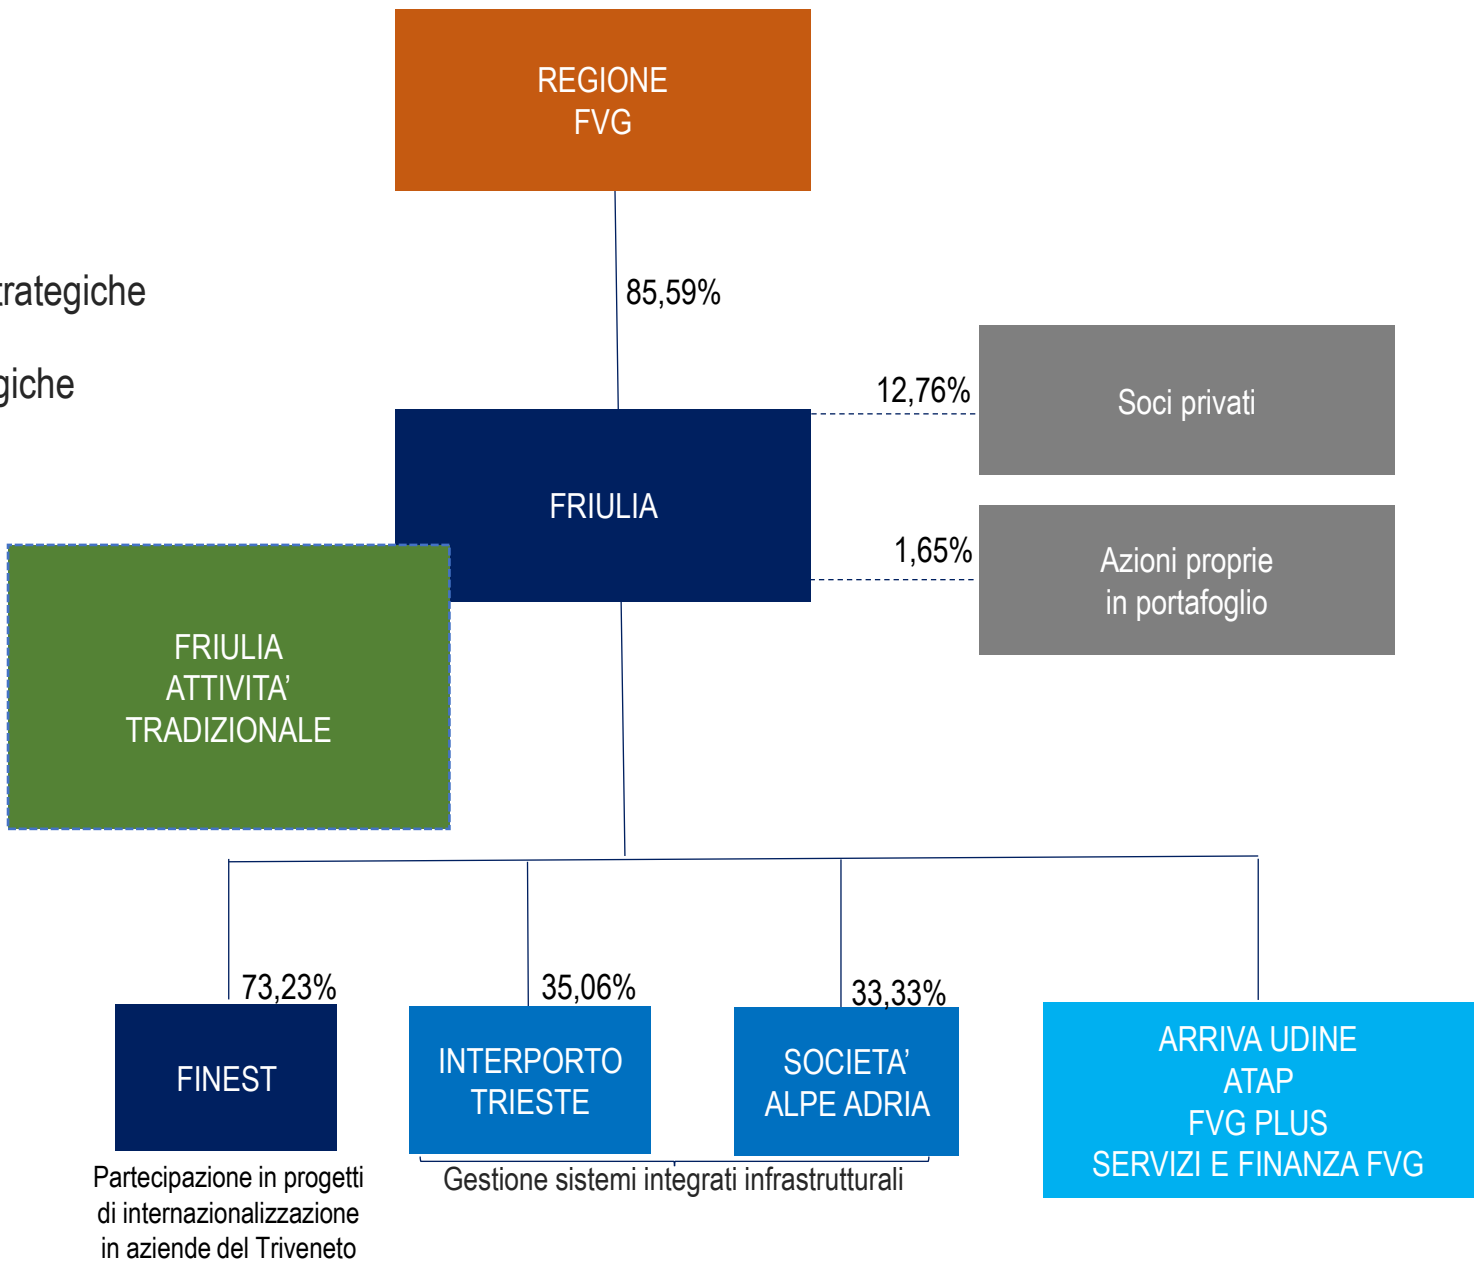 REGIONE
FVG
85,59%
trategiche
giche
12,76%
Soci privati
FRIULIA
1,65%
Azioni proprie
in portafoglio
FRIULIA
ATTIVITA’
TRADIZIONALE
73,23%
35,06%
33,33%
FINEST
INTERPORTO
TRIESTE
SOCIETA’
ALPE ADRIA
ARRIVA UDINE
ATAP
FVG PLUS
SERVIZI E FINANZA FVG
Partecipazione in progetti
di internazionalizzazione
in aziende del Triveneto
Gestione sistemi integrati infrastrutturali